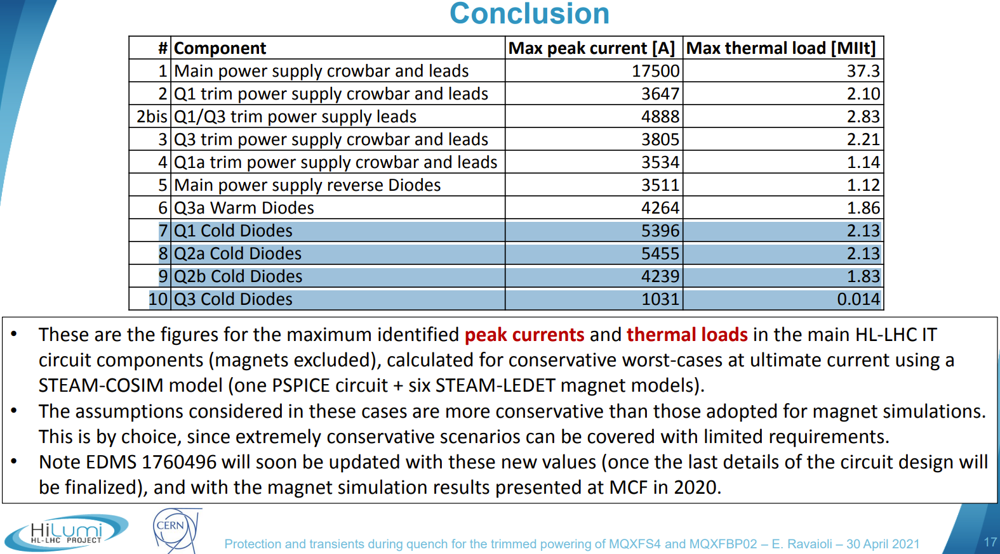 Conclusion
# Component Max peak current [A] Max thermal load [MIIt]
1 Main power supply crowbar and leads 17500 37.3
2 Q1 trim power supply crowbar and leads 3647 2.10
2bis Q1/Q3 trim power supply leads 4888 2.83
3 Q3 trim power supply crowbar and leads 3805 2.21
4 Q1a trim power supply crowbar and leads 3534 1.14
5 Main power supply reverse Diodes 3511 1.12
6 Q3a Warm Diodes 4264 1.86
7 Q1 Cold Diodes 5396 2.13
8 Q2a Cold Diodes 5455 2.13
9 Q2b Cold Diodes 4239 1.83
10 Q3 Cold Diodes 1031 0.014
• These are the figures for the maximum identified peak currents and thermal loads in the main HL-LHC IT
circuit components (magnets excluded), calculated for conservative worst-cases at ultimate current using a
STEAM-COSIM model (one PSPICE circuit + six STEAM-LEDET magnet models).
• The assumptions considered in these cases are more conservative than those adopted for magnet simulations.
This is by choice, since extremely conservative scenarios can be covered with limited requirements.
• Note EDMS 1760496 will soon be updated with these new values (once the last details of the circuit design will
be finalized), and with the magnet simulation results presented at MCF in 2020.
HiLumi
HL-LHC PROJECT
CERN
Protection and transients during quench for the trimmed powering of MQXFS4 and MQXFBP02 – E. Ravaioli – 30 April 2021
17